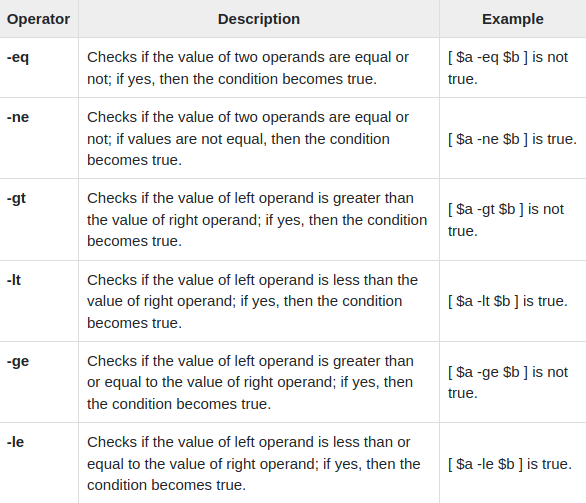 Operator Description Example
-eq Checks if the value of two operands are equal or [ $a -eq $b ] is not
not; if yes, then the condition becomes true. true.
-ne Checks if the value of two operands are equal or
not; if values are not equal, then the condition [ $a -ne $b ] is true.
becomes true.
-gt Checks if the value of left operand is greater than
the value of right operand; if yes, then the condition [ $a -gt $b ] is not
becomes true. true.
-lt Checks if the value of left operand is less than the
value of right operand; if yes, then the condition [ $a -lt $b ] is true.
becomes true.
-ge Checks if the value of left operand is greater than
or equal to the value of right operand; if yes, then [ $a -ge $b ] is not
the condition becomes true. true.
-le Checks if the value of left operand is less than or
equal to the value of right operand; if yes, then the [ $a -le $b ] is true.
condition becomes true.